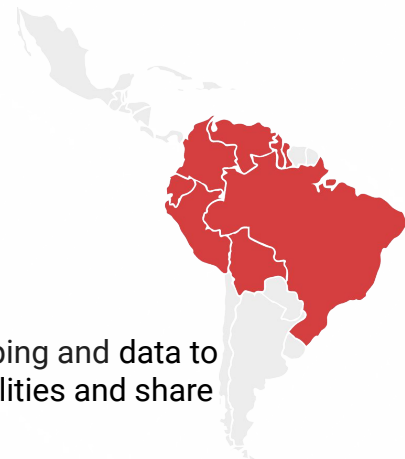 ping and data to
lities and share